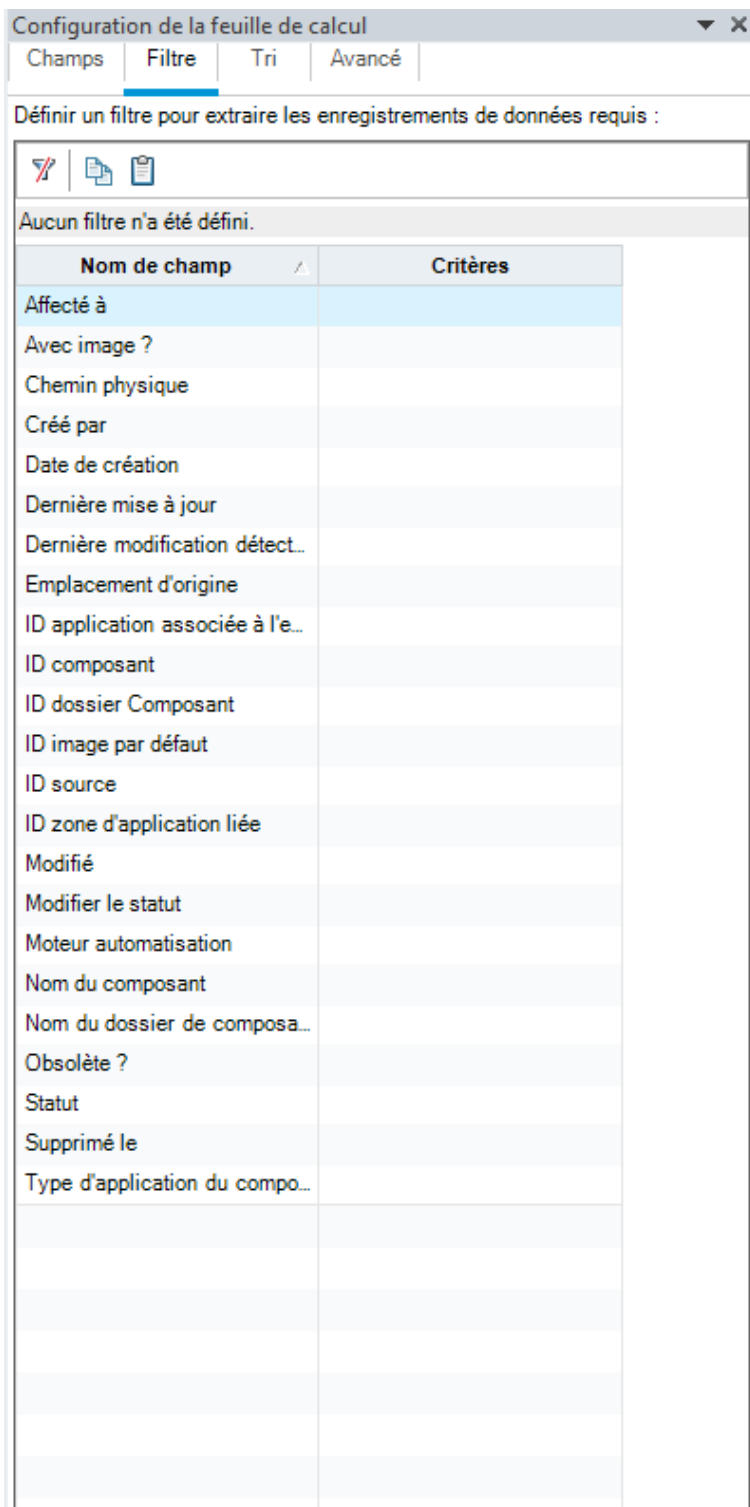 Configuration de la feuille de calcul
Champs Filtre Tri Avancé
Définir un filtre pour extraire les enregistrements de données requis :
Aucun filtre n'a été défini.
Nom de champ Critères
Affecté à
Avec image ?
Chemin physique
Créé par
Date de création
Dernière mise à jour
Dernière modification détect...
Emplacement d'origine
ID application associée à l'e...
ID composant
ID dossier Composant
ID image par défaut
ID source
ID zone d'application liée
Modifié
Modifier le statut
Moteur automatisation
Nom du composant
Nom du dossier de composa...
Obsolète ?
Statut
Supprimé le
Type d'application du compo...